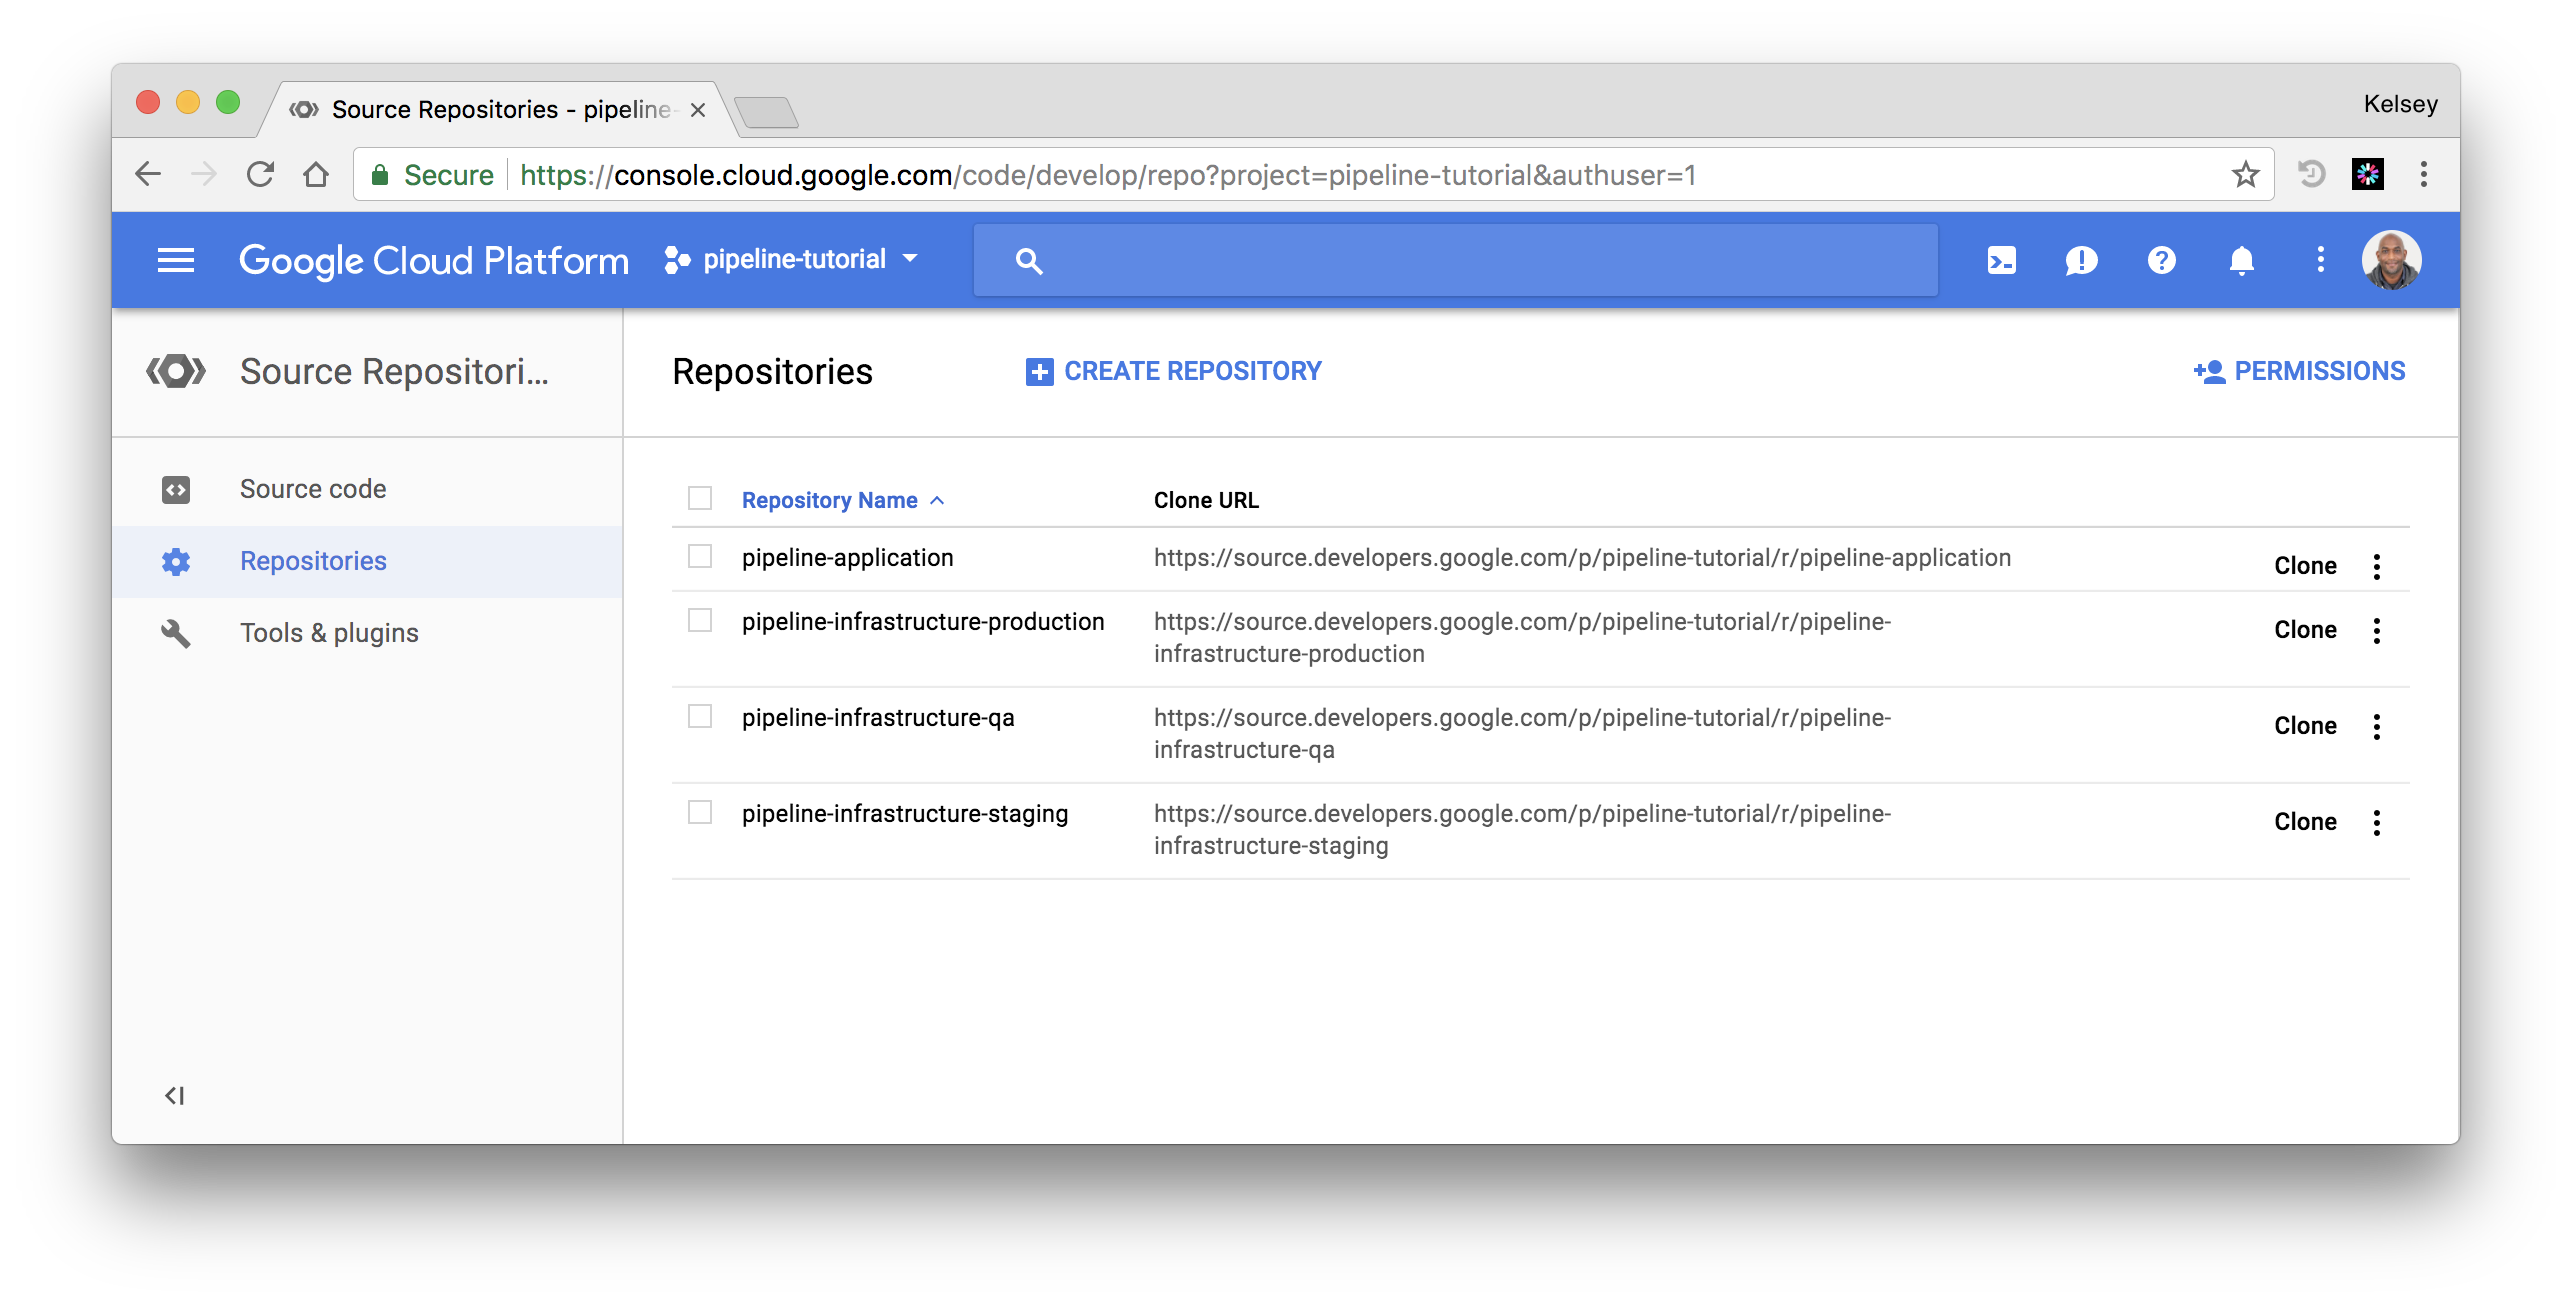 Source Repositories - pipeline-
Kelsey
Secure https://console.cloud.google.com/code/develop/repo?project=pipeline-tutorial&authuser=1
Google Cloud Platform pipeline-tutorial
Source Repositori...
Repositories CREATE REPOSITORY PERMISSIONS
Source code
Repositories
Tools & plugins
Repository Name Clone URL
pipeline-application https://source.developers.google.com/p/pipeline-tutorial/r/pipeline-application Clone
pipeline-infrastructure-production https://source.developers.google.com/p/pipeline-tutorial/r/pipeline- Clone
infrastructure-production
pipeline-infrastructure-qa https://source.developers.google.com/p/pipeline-tutorial/r/pipeline- Clone
infrastructure-qa
pipeline-infrastructure-staging https://source.developers.google.com/p/pipeline-tutorial/r/pipeline- Clone
infrastructure-staging